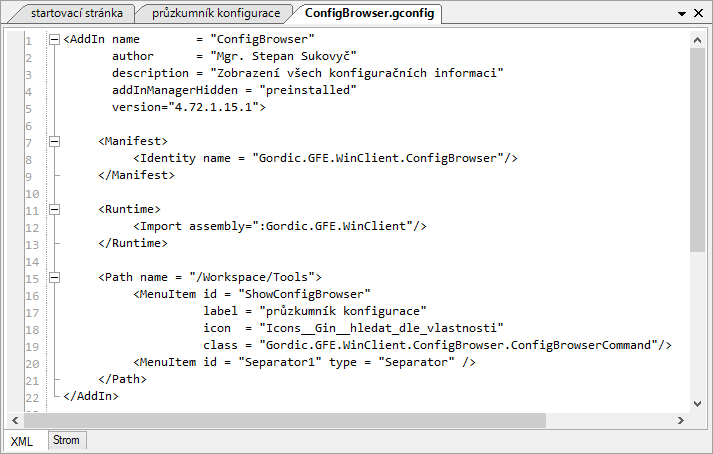 startovací stránka průzkumník konfigurace ConfigBrowser.gconfig
1 <AddIn name        = "ConfigBrowser"
2        author      = "Mgr. Stepan Sukovyč"
3        description = "Zobrazení všech konfiguračních informaci"
4        addInManagerHidden = "preinstalled"
5        version="4.72.1.15.1">
6
7      <Manifest>
8           <Identity name = "Gordic.GFE.WinClient.ConfigBrowser"/>
9      </Manifest>
10
11      <Runtime>
12           <Import assembly=":Gordic.GFE.WinClient"/>
13      </Runtime>
14
15      <Path name = "/Workspace/Tools">
16           <MenuItem id = "ShowConfigBrowser"
17                     label = "průzkumník konfigurace"
18                     icon  = "Icons__Gin__hledat_dle_vlastnosti"
19                     class = "Gordic.GFE.WinClient.ConfigBrowser.ConfigBrowserCommand"/>
20           <MenuItem id = "Separator1" type = "Separator" />
21      </Path>
22 </AddIn>
XML Strom